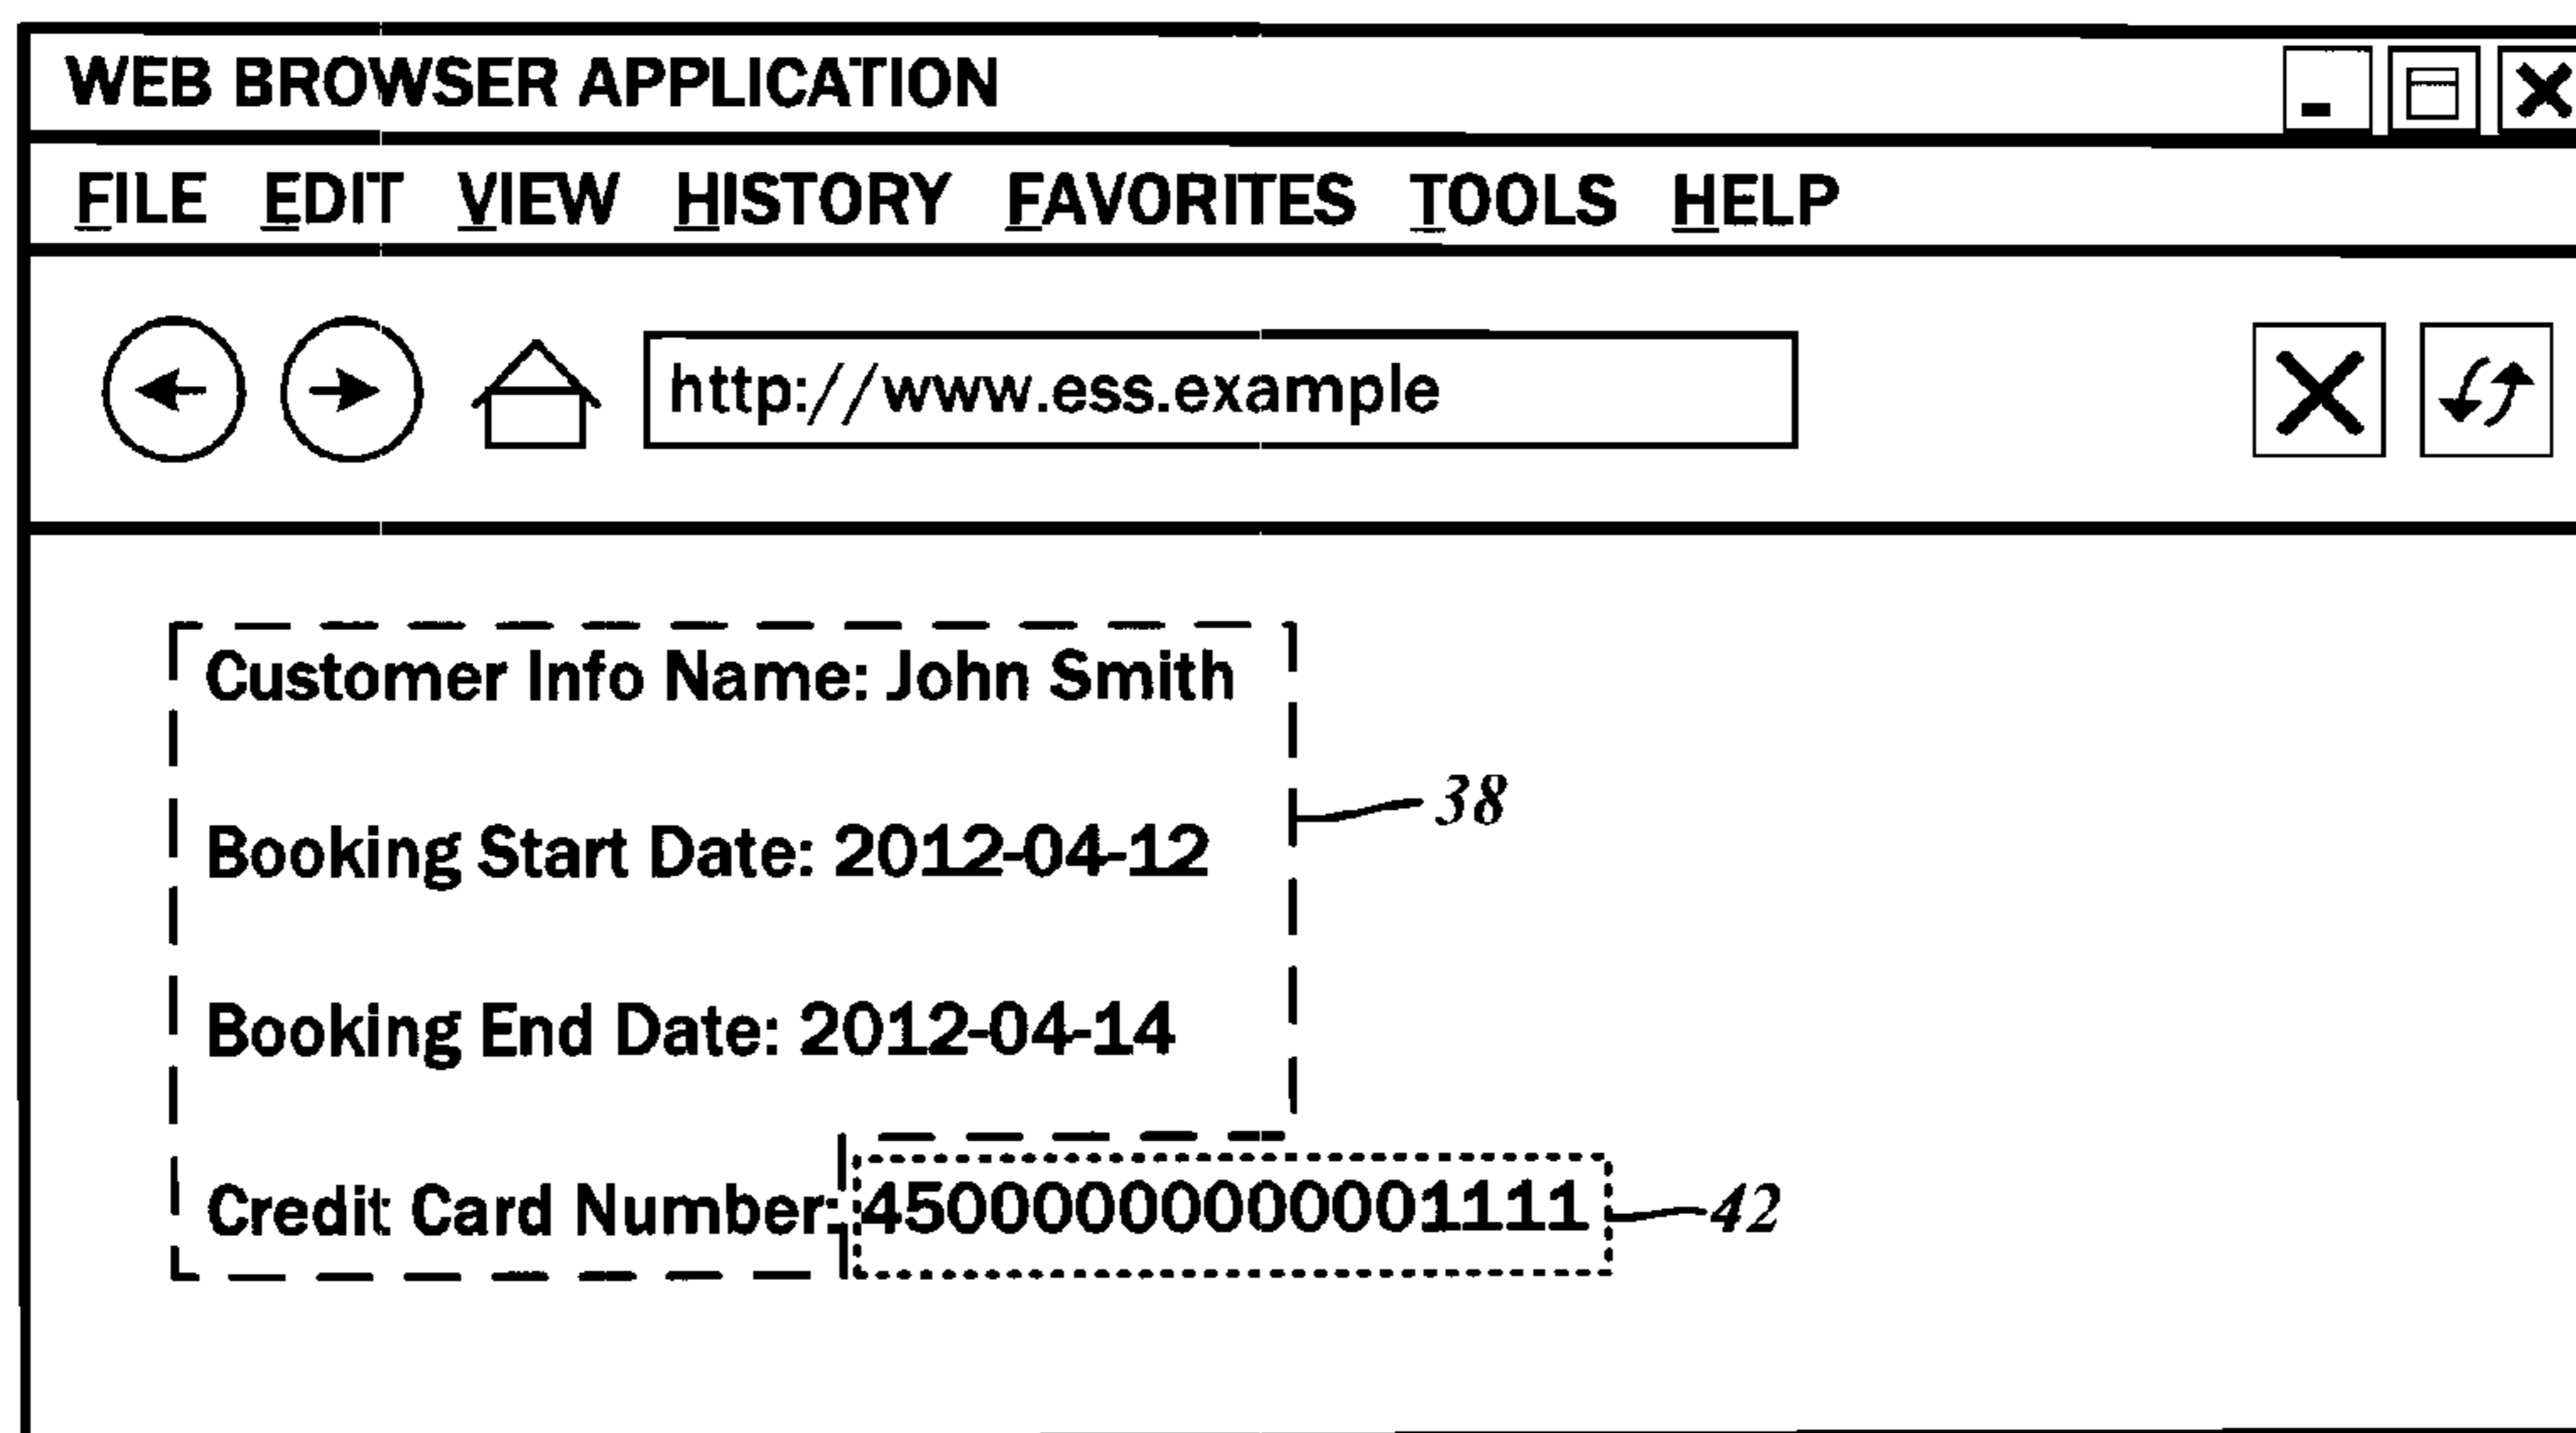 WEB BROWSER APPLICATION
FILE EDIT VIEW HISTORY FAVORITES TOOLS HELP
http://www.ess.example
Customer Info Name: John Smith
38
Booking Start Date: 2012-04-12
Booking End Date: 2012-04-14
Credit Card Number: 45000000000001111 42